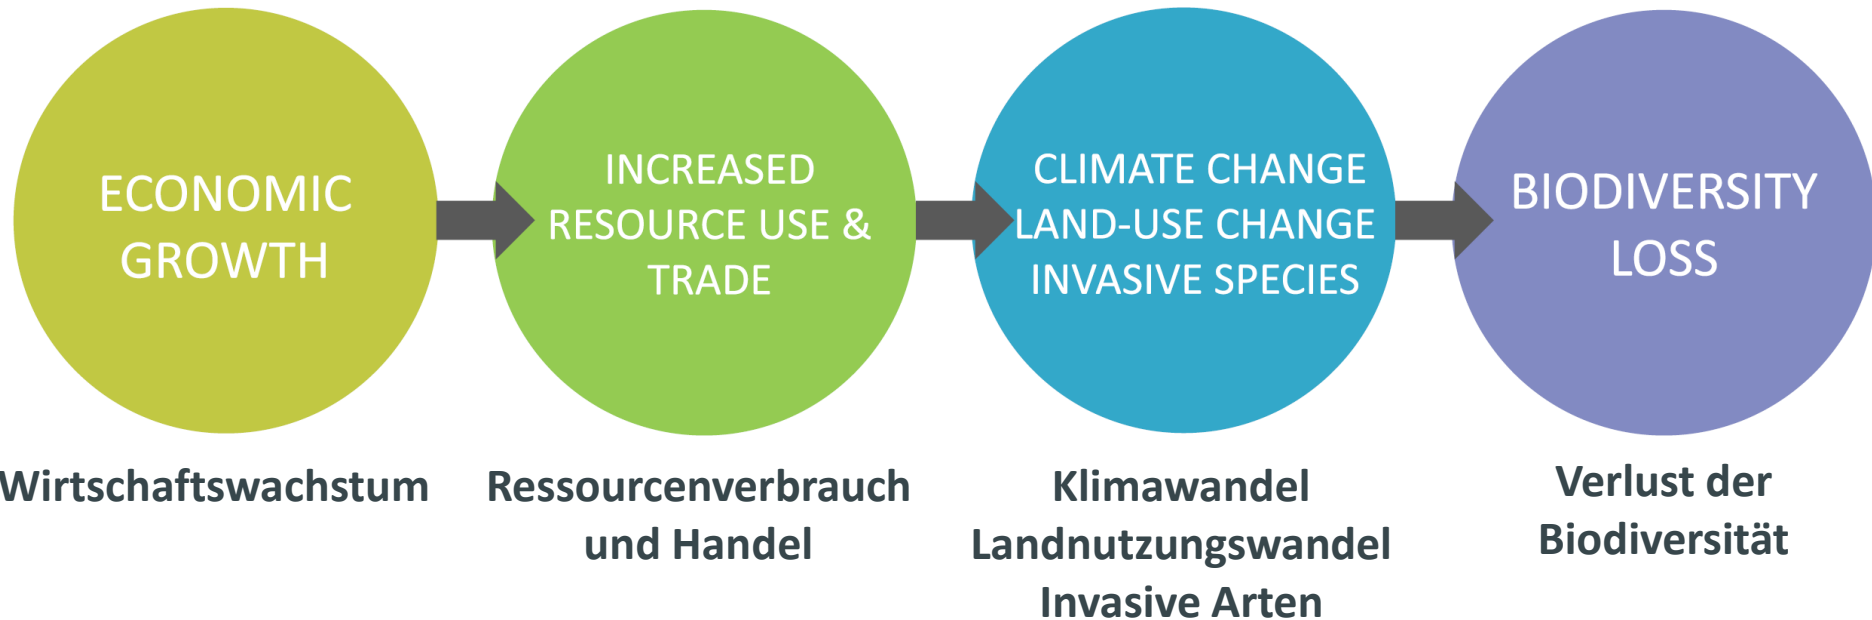 ECONOMIC
GROWTH
INCREASED
RESOURCE USE &
TRADE
CLIMATE CHANGE
LAND-USE CHANGE
INVASIVE SPECIES
BIODIVERSITY
LOSS
Wirtschaftswachstum
Ressourcenverbrauch
und Handel
Klimawandel
Landnutzungswandel
Invasive Arten
Verlust der
Biodiversität